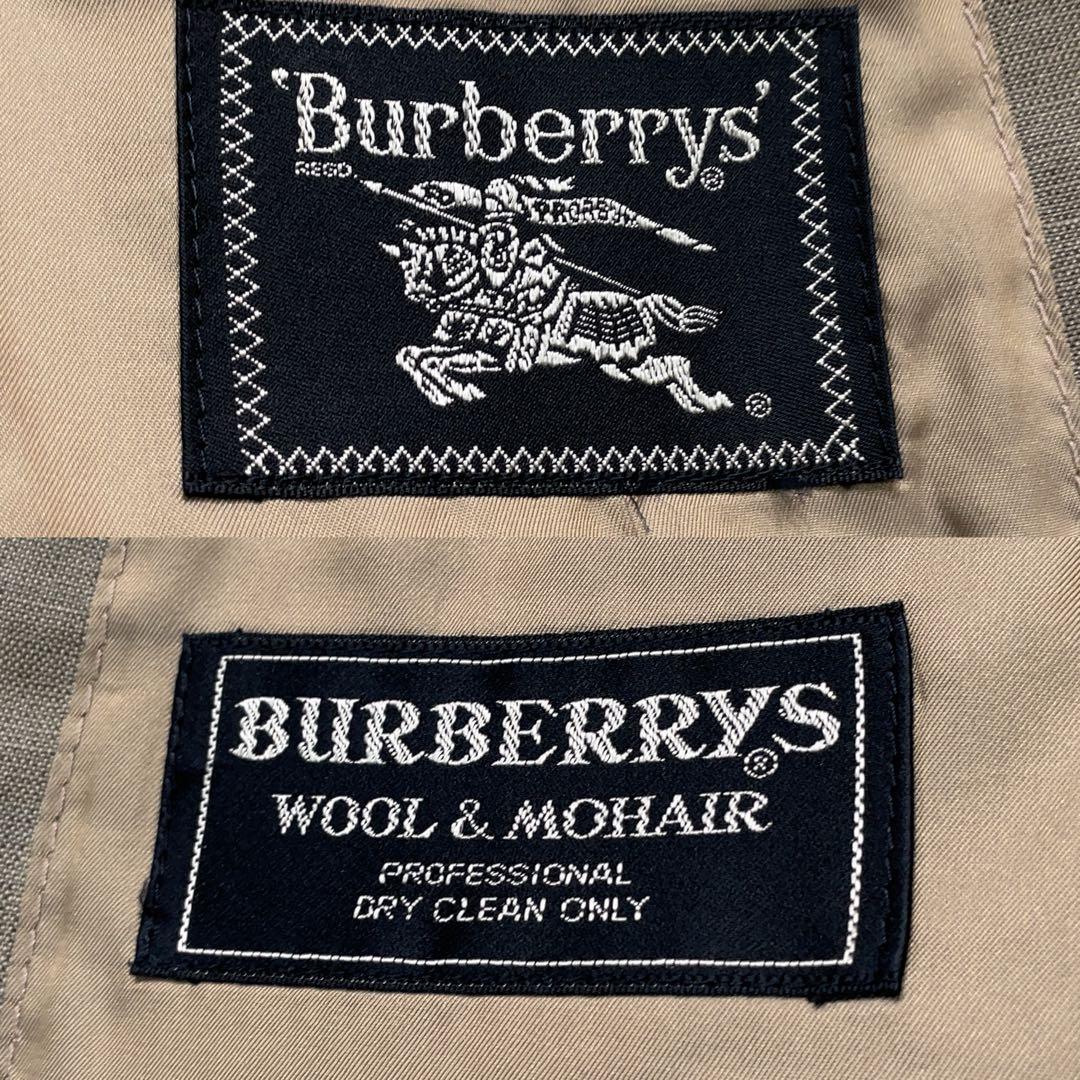 'Burberrys'®
REGD.
PRORSUM
®
BURBERRYS®
WOOL & MOHAIR
PROFESSIONAL
DRY CLEAN ONLY